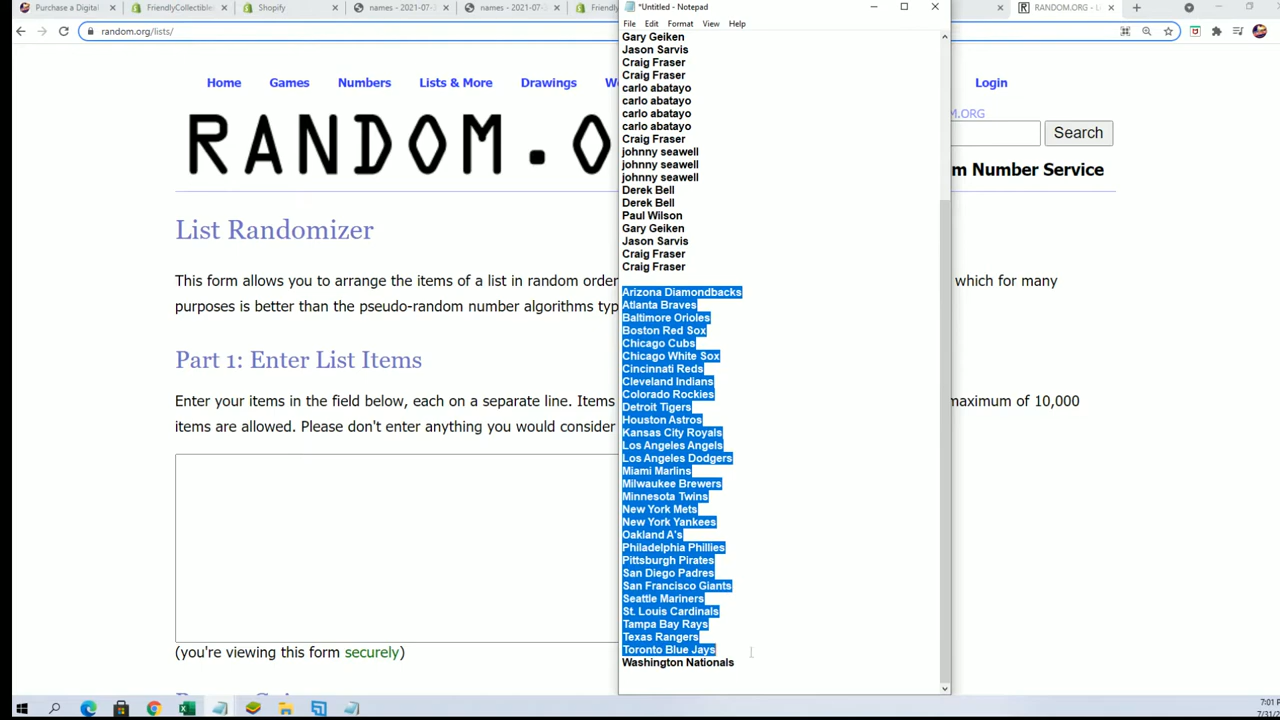 Purchase a Digital
FriendlyCollectible
Shopify
names - 2021-07-
names - 2021-07-
Friendly
*Untitled - Notepad
RANDOM.ORG - Li
random.org/lists/
File Edit Format View Help
Home Games Numbers Lists & More Drawings Login
RANDOM.O
M.ORG
Search
m Number Service
List Randomizer
This form allows you to arrange the items of a list in random orde which for many
purposes is better than the pseudo-random number algorithms typ
Part 1: Enter List Items
Enter your items in the field below, each on a separate line. Items maximum of 10,000
items are allowed. Please don't enter anything you would consider
(you're viewing this form securely)
Gary Geiken
Jason Sarvis
Craig Fraser
Craig Fraser
carlo abatayo
carlo abatayo
carlo abatayo
carlo abatayo
Craig Fraser
johnny seawell
johnny seawell
johnny seawell
Derek Bell
Derek Bell
Paul Wilson
Gary Geiken
Jason Sarvis
Craig Fraser
Craig Fraser
Arizona Diamondbacks
Atlanta Braves
Baltimore Orioles
Boston Red Sox
Chicago Cubs
Chicago White Sox
Cincinnati Reds
Cleveland Indians
Colorado Rockies
Detroit Tigers
Houston Astros
Kansas City Royals
Los Angeles Angels
Los Angeles Dodgers
Miami Marlins
Milwaukee Brewers
Minnesota Twins
New York Mets
New York Yankees
Oakland A's
Philadelphia Phillies
Pittsburgh Pirates
San Diego Padres
San Francisco Giants
Seattle Mariners
St. Louis Cardinals
Tampa Bay Rays
Texas Rangers
Toronto Blue Jays
Washington Nationals
7:01 P
7/31/2